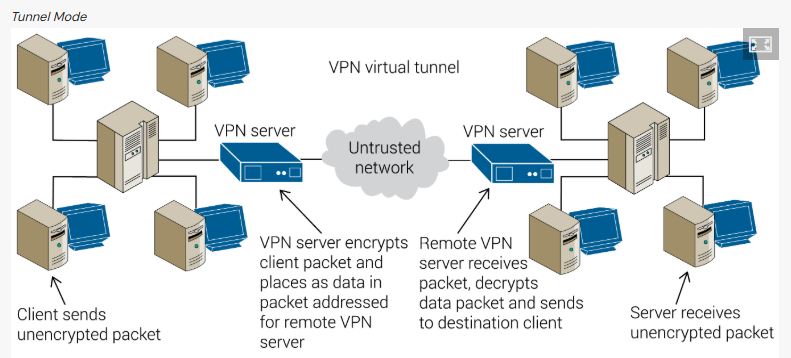 Tunnel Mode
VPN virtual tunnel
VPN server
Untrusted
network
VPN server
VPN server encrypts
client packet and
places as data in
packet addressed
for remote VPN
server
Remote VPN
server receives
packet, decrypts
data packet and sends
to destination client
Client sends
unencrypted packet
Server receives
unencrypted packet